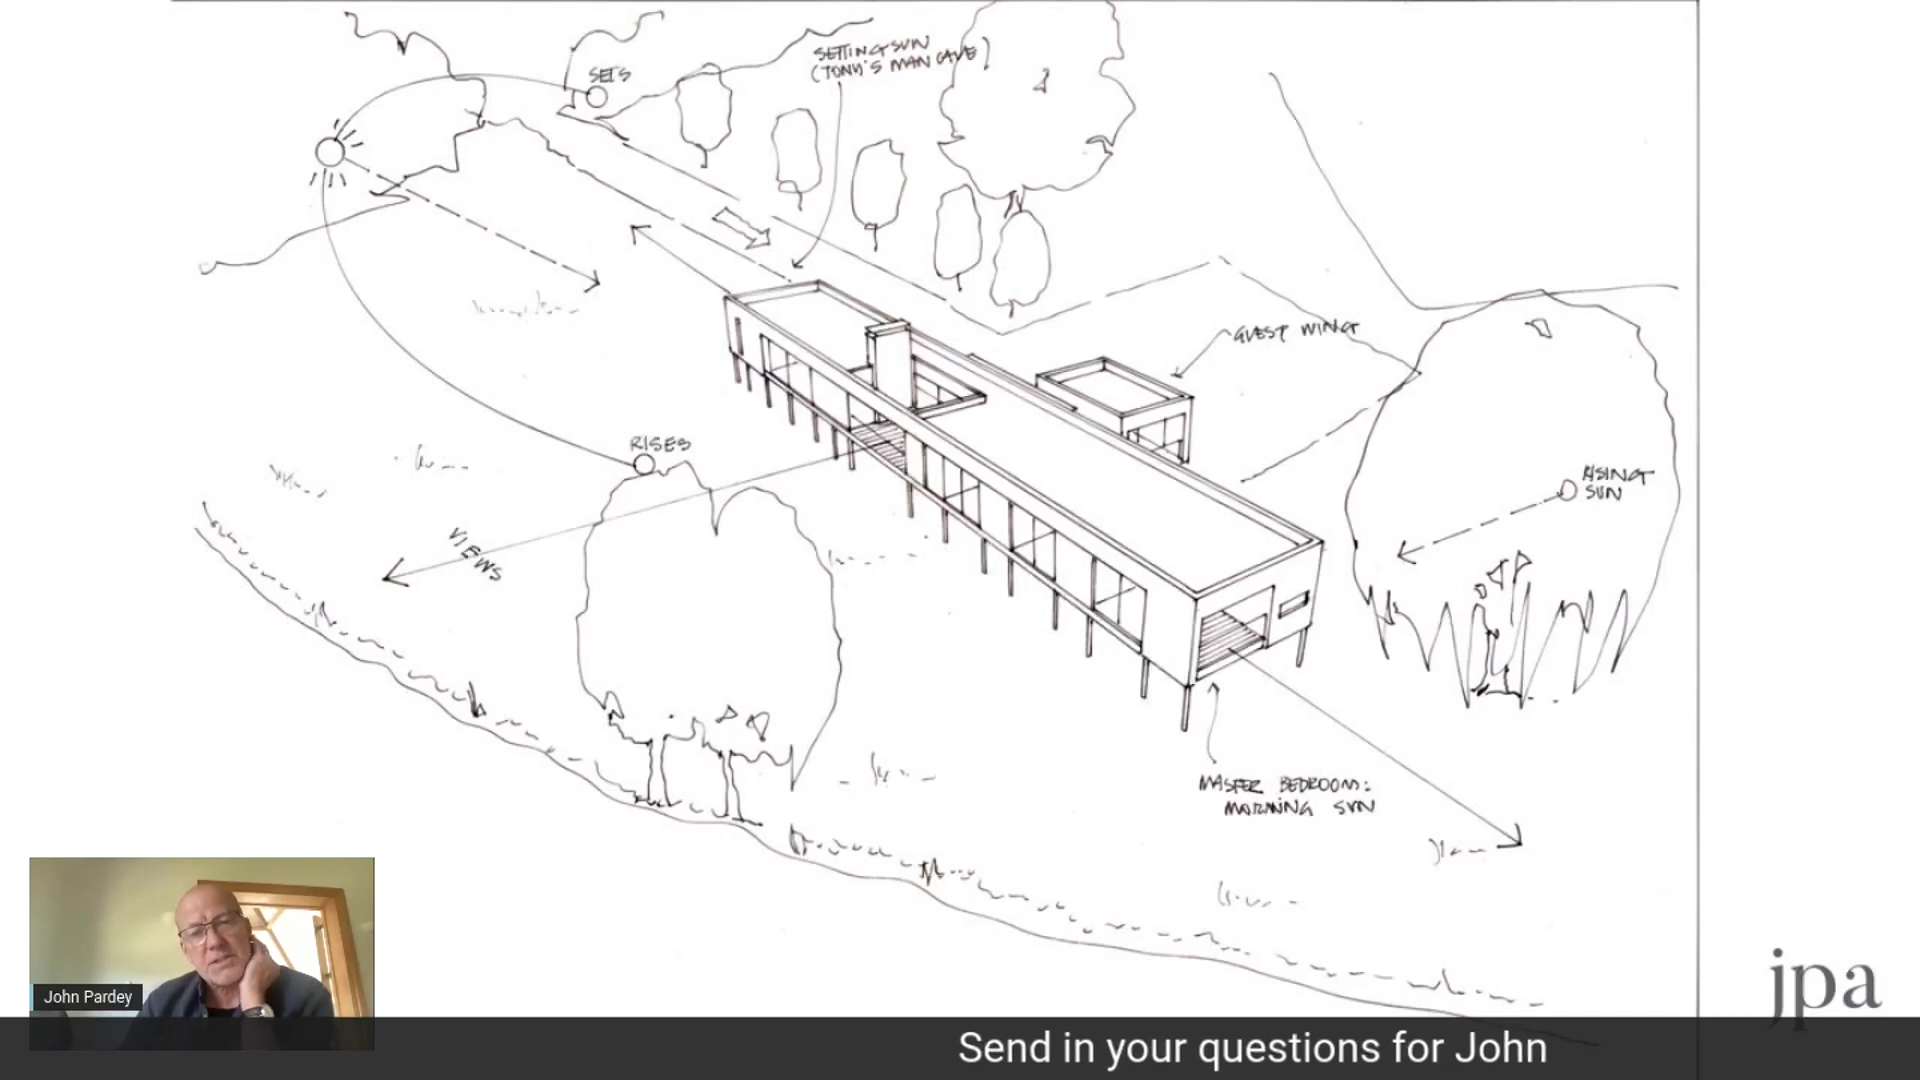 SETS
SETTING SUN
(TONY'S MAN CAVE)
GUEST WING
RISES
RISING
SUN
VIEWS
MASTER BEDROOM:
MORNING SUN
John Pardey
jpa
Send in your questions for John